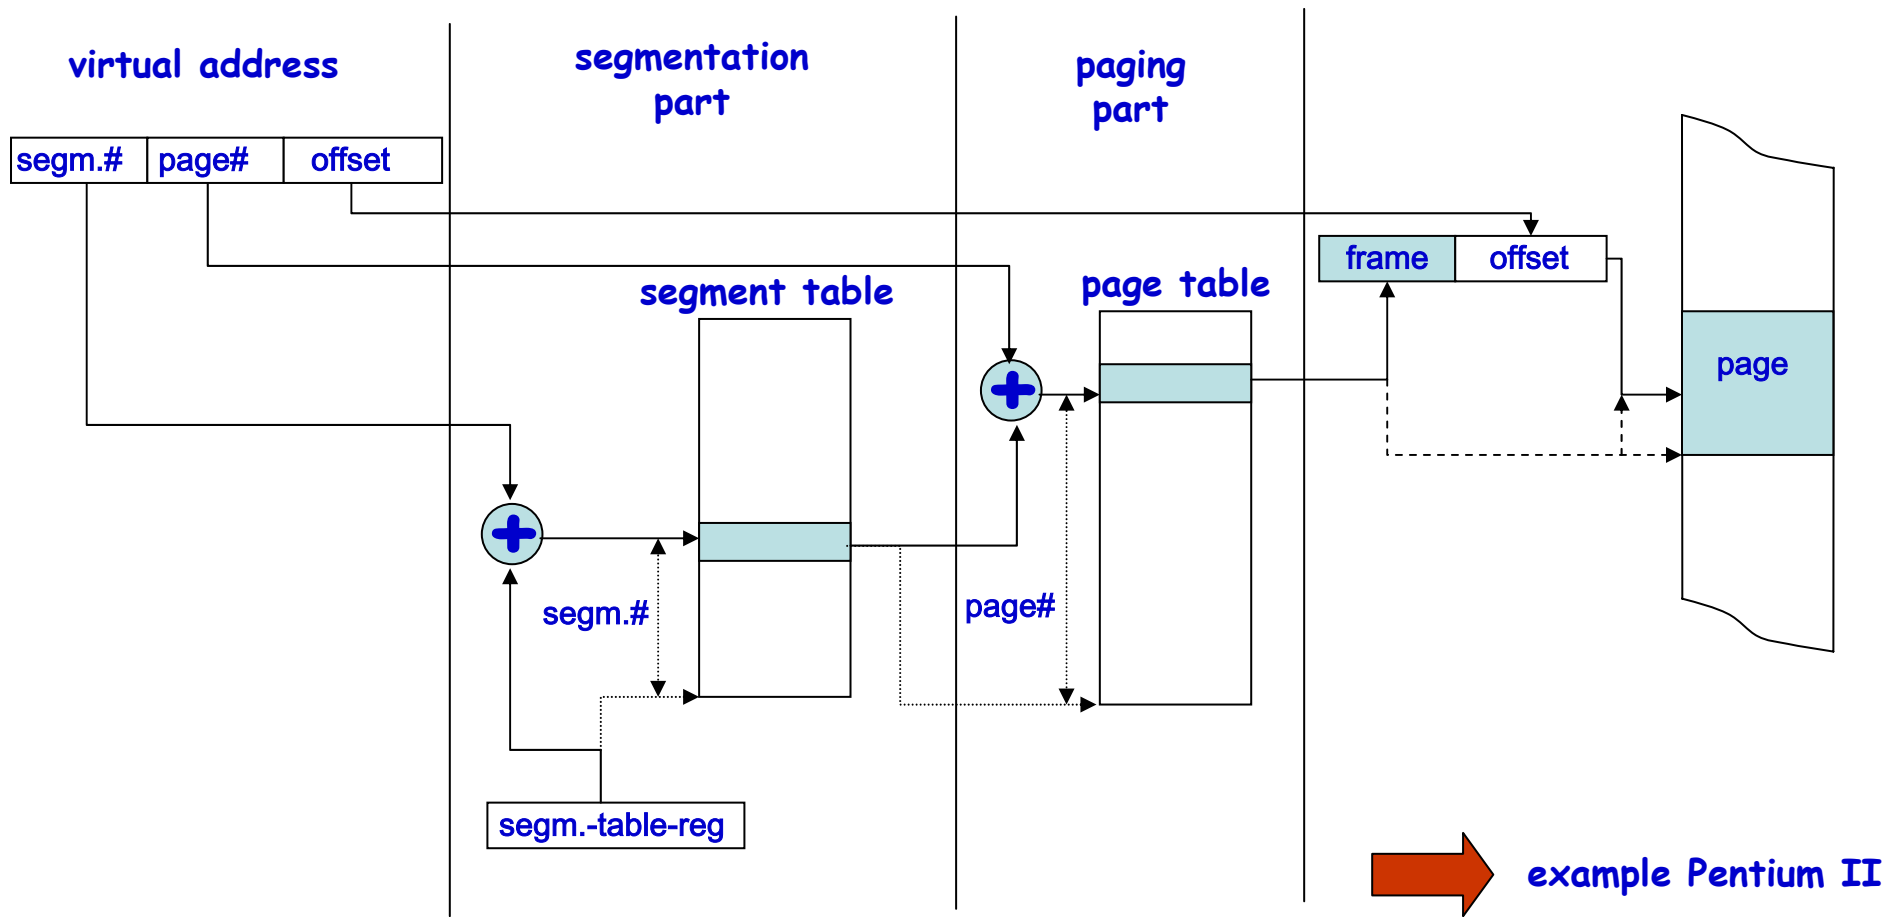 virtual address
segmentation
part
paging
part
segm.# page# offset
frame offset
segment table
page table
page
segm.#
page#
segm.-table-reg
example Pentium II